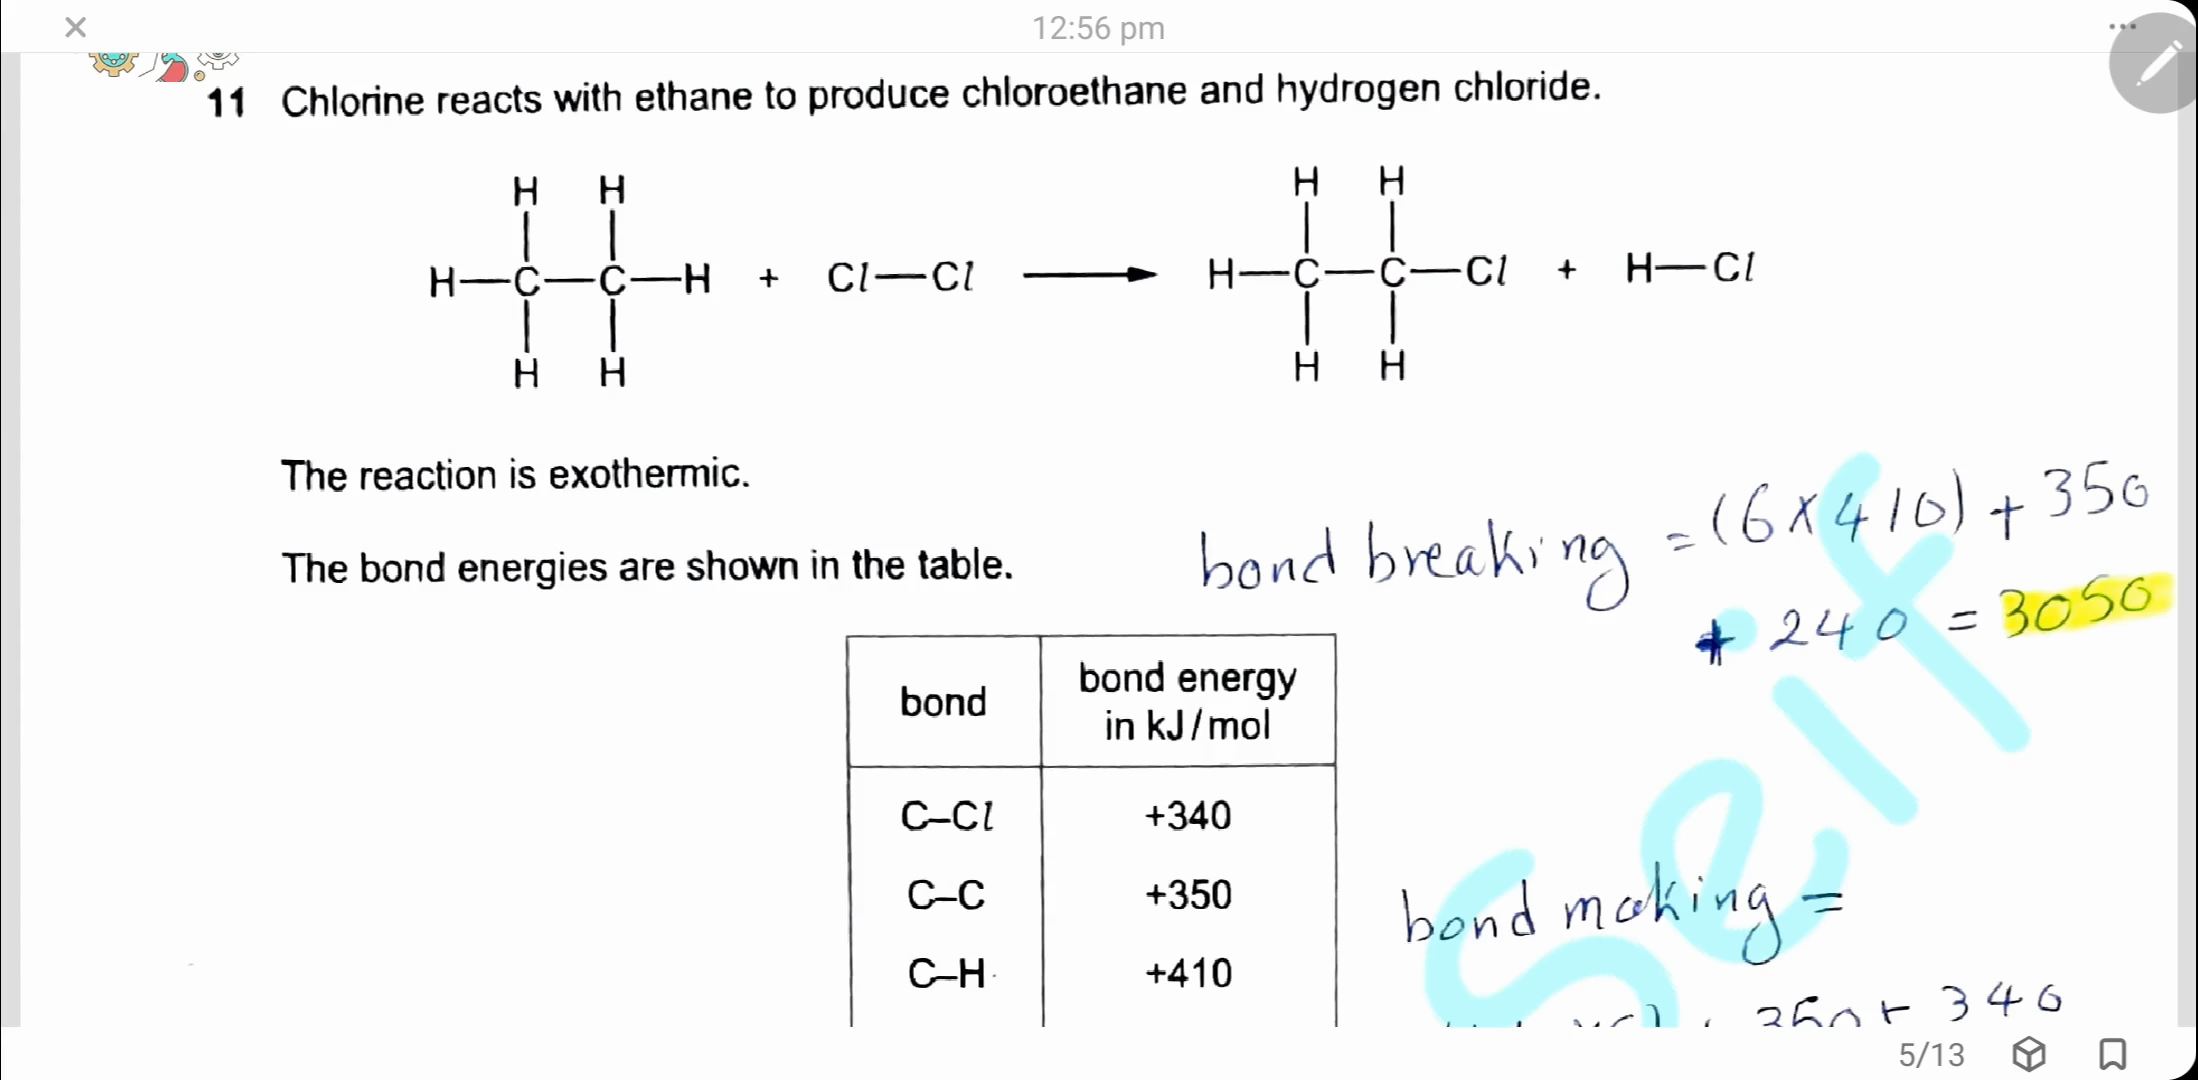 12:56 pm
11 Chlorine reacts with ethane to produce chloroethane and hydrogen chloride.
H H H H
H—C—C—H + Cl—Cl → H—C—C—Cl + H—Cl
H H H H
The reaction is exothermic.
The bond energies are shown in the table.
bond breaking = (6 x 410) + 350
+ 240 = 3050
bond
bond energy
in kJ/mol
C–Cl +340
C–C +350
C–H +410
bond making =
350 + 340
Self
5/13